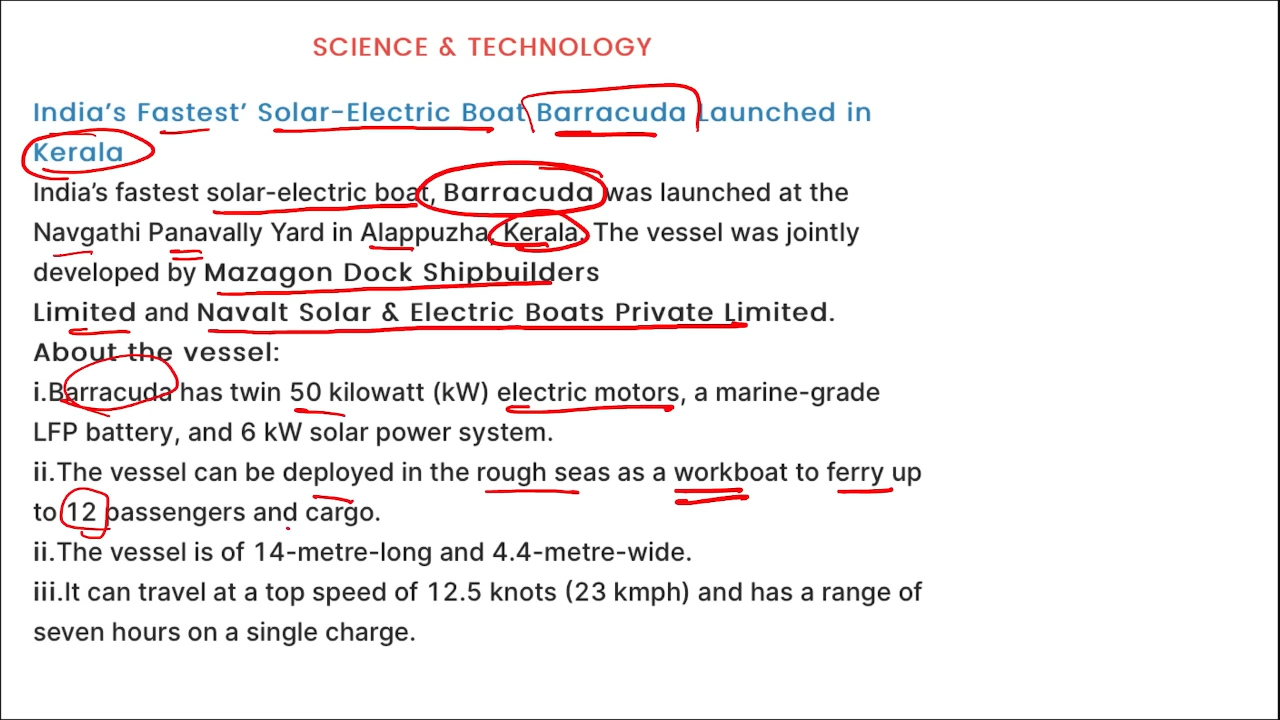 SCIENCE & TECHNOLOGY
India’s Fastest’ Solar-Electric Boat Barracuda Launched in
Kerala
India’s fastest solar-electric boat, Barracuda was launched at the
Navgathi Panavally Yard in Alappuzha, Kerala. The vessel was jointly
developed by Mazagon Dock Shipbuilders
Limited and Navalt Solar & Electric Boats Private Limited.
About the vessel:
i.Barracuda has twin 50 kilowatt (kW) electric motors, a marine-grade
LFP battery, and 6 kW solar power system.
ii.The vessel can be deployed in the rough seas as a workboat to ferry up
to 12 passengers and cargo.
ii.The vessel is of 14-metre-long and 4.4-metre-wide.
iii.It can travel at a top speed of 12.5 knots (23 kmph) and has a range of
seven hours on a single charge.